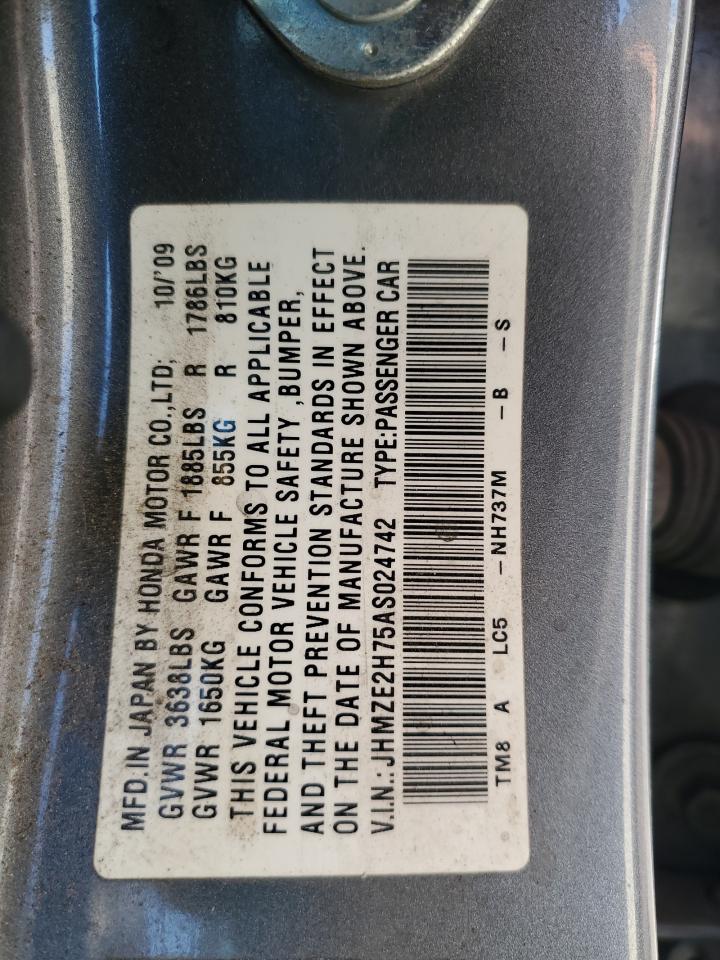 MFD.IN JAPAN BY HONDA MOTOR CO.,LTD; 10/'09
GVWR 3638LBS GAWR F 1885LBS R 1786LBS
GVWR 1650KG GAWR F 855KG R 810KG
THIS VEHICLE CONFORMS TO ALL APPLICABLE
FEDERAL MOTOR VEHICLE SAFETY ,BUMPER,
AND THEFT PREVENTION STANDARDS IN EFFECT
ON THE DATE OF MANUFACTURE SHOWN ABOVE.
V.I.N.:JHMZE2H75AS024742 TYPE:PASSENGER CAR
TM8 A LC5 -NH737M -B -S